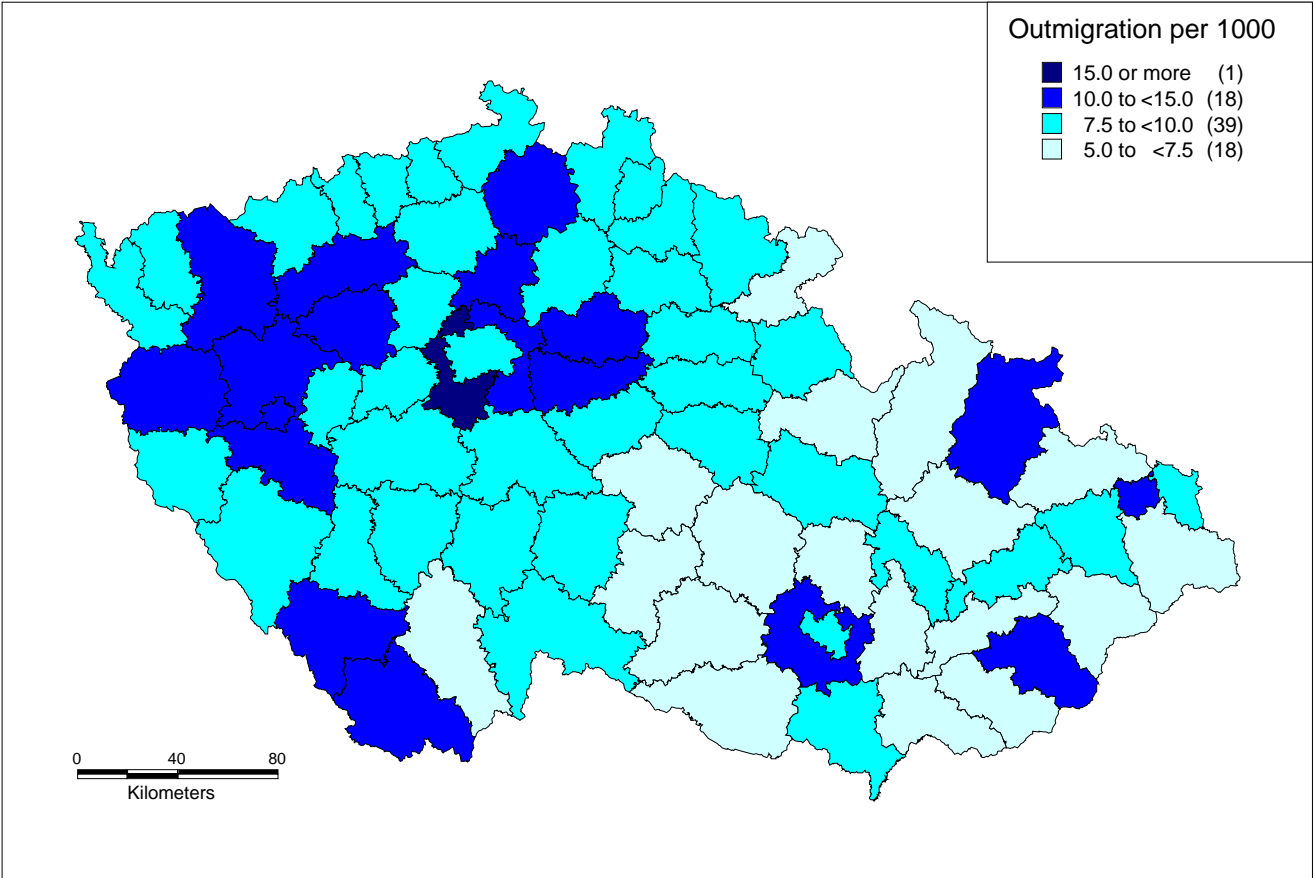 Outmigration per 1000
15.0 or more (1)
10.0 to <15.0 (18)
7.5 to <10.0 (39)
5.0 to <7.5 (18)
0 40 80
Kilometers